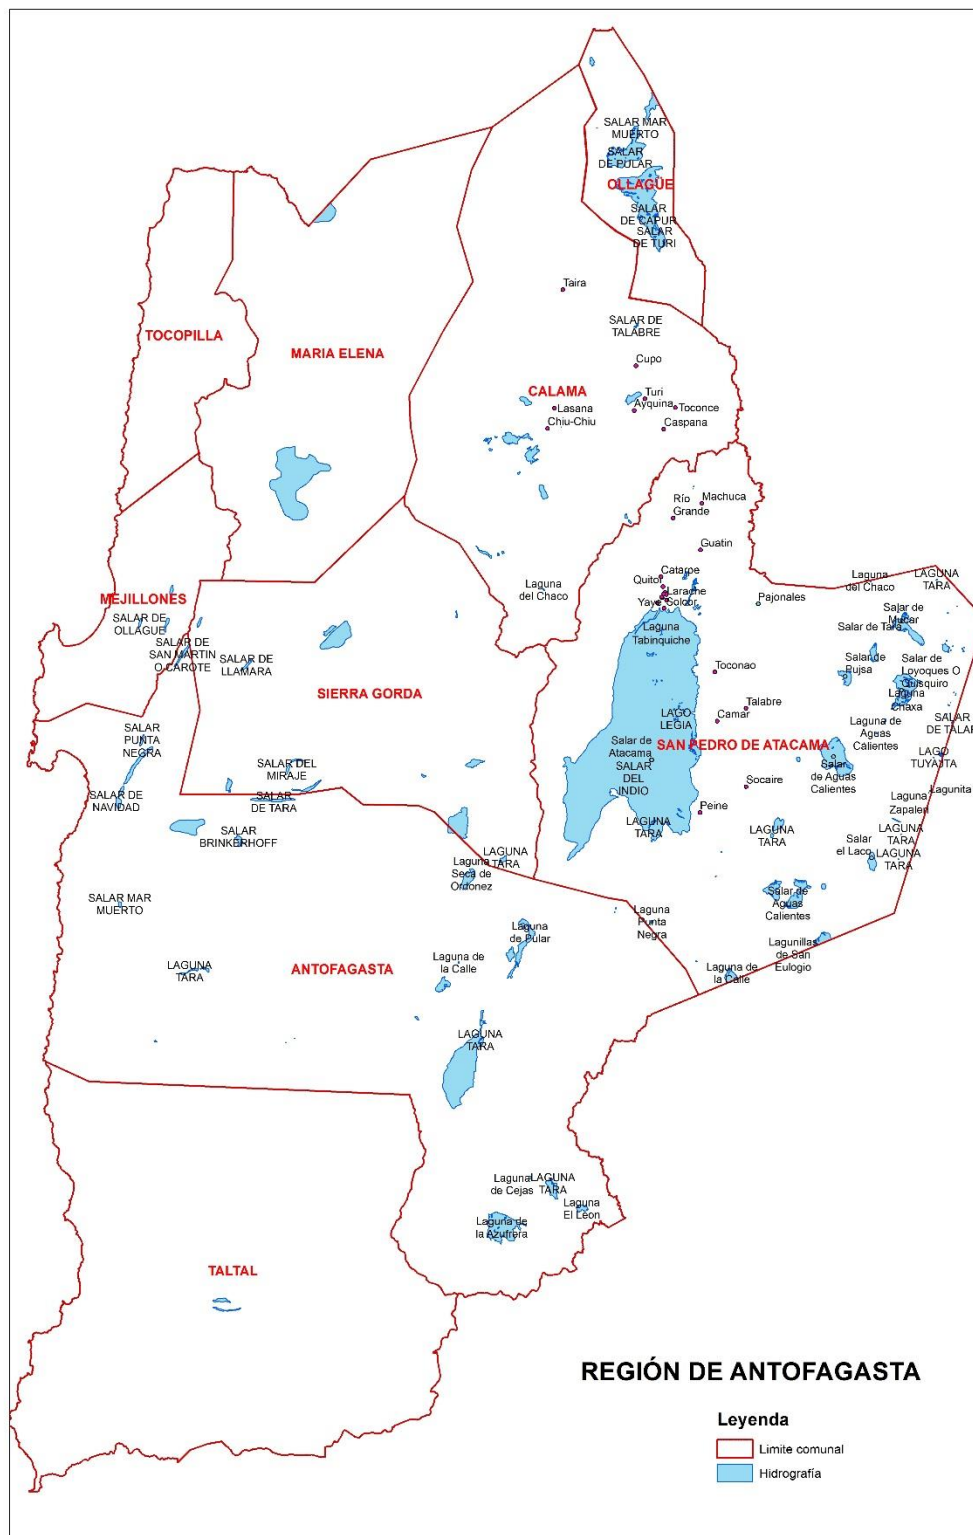 SALAR MAR
MUERTO
SALAR
DE PULAR
OLLAGÜE
SALAR
DE CAPUR
SALAR
DE TURI
Taira
SALAR DE
TALABRE
TOCOPILLA
MARIA ELENA
Cupo
CALAMA
Turi
Ayquina
Toconce
Lasana
Chiu-Chiu
Caspana
Río
Grande
Machuca
Guatin
Catarpe
Quitor
Larache
Yaye
Solcor
Laguna
del Chaco
Pajonales
Laguna
del Chaco
LAGUNA
TARA
MEJILLONES
SALAR DE
OLLAGUE
SALAR DE
SAN MARTIN
O CAROTE
SALAR DE
LLAMARA
Laguna
Tabinquiche
Salar de
Mucar
Salar de Tara
Salar de
Pujsa
Salar de
Loyoques O
Quisquiro
Laguna
Chaxa
SIERRA GORDA
Toconao
Talabre
LAGO
LEGIA
Camar
Laguna de
Aguas
Calientes
SALAR
DE TALAR
SALAR
PUNTA
NEGRA
SAN PEDRO DE ATACAMA
Salar de
Atacama
SALAR
DEL
INDIO
LAGO
TUYAJTA
SALAR DEL
MIRAJE
Salar
de Aguas
Calientes
SALAR DE
NAVIDAD
SALAR
DE TARA
Socaire
Lagunita
Laguna
Zapaleri
Peine
LAGUNA
TARA
LAGUNA
TARA
LAGUNA
TARA
SALAR
BRINKERHOFF
Salar
el Laco
LAGUNA
TARA
LAGUNA
TARA
Laguna
Seca de
Ordonez
SALAR MAR
MUERTO
Salar de
Aguas
Calientes
Laguna
Punta
Negra
Laguna
de Pular
Lagunillas
de San
Eulogio
ANTOFAGASTA
LAGUNA
TARA
Laguna de
la Calle
Laguna de
la Calle
LAGUNA
TARA
Laguna
de Cejas
LAGUNA
TARA
Laguna
El Leon
Laguna de
la Azufrera
TALTAL
REGIÓN DE ANTOFAGASTA
Leyenda
Limite comunal
Hidrografía